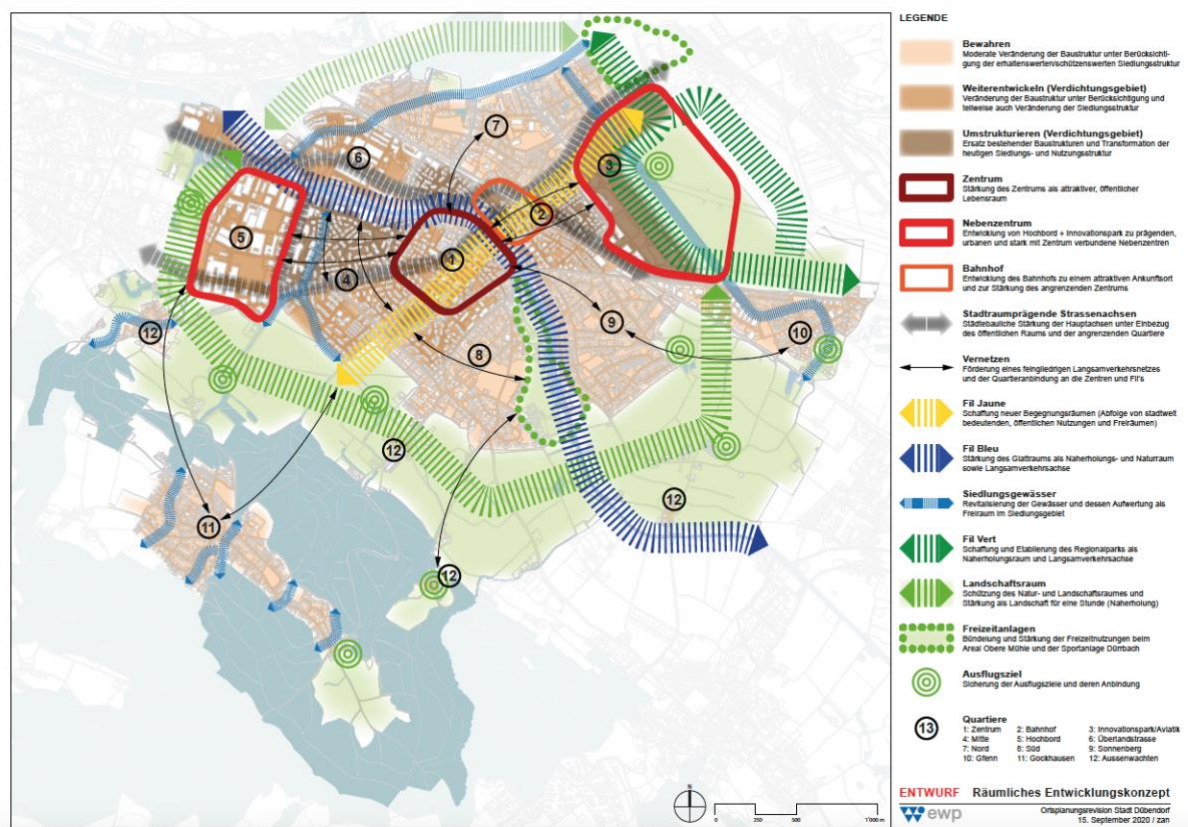 7
6
3
2
5
1
4
9
10
12
8
12
12
11
12
N
0
250
500
1'000 m
LEGENDE
Bewahren
Moderate Veränderung der Baustruktur unter Berücksichti-
gung der erhaltenswerten/schützenswerten Siedlungsstruktur
Weiterentwickeln (Verdichtungsgebiet)
Veränderung der Baustruktur unter Berücksichtigung und
teilweise auch Veränderung der Siedlungsstruktur
Umstrukturieren (Verdichtungsgebiet)
Ersatz bestehender Baustrukturen und Transformation der
heutigen Siedlungs- und Nutzungsstruktur
Zentrum
Stärkung des Zentrums als attraktiver, öffentlicher
Lebensraum
Nebenzentrum
Entwicklung von Hochbord + Innovationspark zu prägenden,
urbanen und stark mit Zentrum verbundene Nebenzentren
Bahnhof
Entwicklung des Bahnhofs zu einem attraktiven Ankunftsort
und zur Stärkung des angrenzenden Zentrums
Stadtraumprägende Strassenachsen
Städtebauliche Stärkung der Hauptachsen unter Einbezug
des öffentlichen Raums und der angrenzenden Quartiere
Vernetzen
Förderung eines feingliedrigen Langsamverkehrsnetzes
und der Quartieranbindung an die Zentren und Fil's
Fil Jaune
Schaffung neuer Begegnungsräumen (Abfolge von stadtweit
bedeutenden, öffentlichen Nutzungen und Freiräumen)
Fil Bleu
Stärkung des Glattraums als Naherholungs- und Naturraum
sowie Langsamverkehrsachse
Siedlungsgewässer
Revitalisierung der Gewässer und dessen Aufwertung als
Freiraum im Siedlungsgebiet
Fil Vert
Schaffung und Etablierung des Regionalparks als
Naherholungsraum und Langsamverkehrsachse
Landschaftsraum
Schützung des Natur- und Landschaftsraumes und
Stärkung als Landschaft für eine Stunde (Naherholung)
Freizeitanlagen
Bündelung und Stärkung der Freizeitnutzungen beim
Areal Obere Mühle und der Sportanlage Dürrbach
Ausflugsziel
Sicherung der Ausflugsziele und deren Anbindung
13
Quartiere
1: Zentrum 2: Bahnhof 3: Innovationspark/Aviatik
4: Mitte 5: Hochbord 6: Überlandstrasse
7: Nord 8: Süd 9: Sonnenberg
10: Gfenn 11: Gockhausen 12: Aussenwachten
ENTWURF Räumliches Entwicklungskonzept
ewp
Ortsplanungsrevision Stadt Dübendorf
15. September 2020 / zan